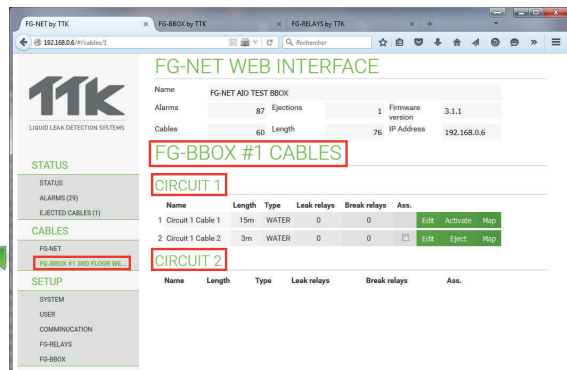 FG-NET by TTK × FG-BBOX by TTK × FG-RELAYS by TTK × +
192.168.0.6/#/cables/1 Rechercher
TTK
LIQUID LEAK DETECTION SYSTEMS
STATUS
STATUS
ALARMS (29)
EJECTED CABLES (1)
CABLES
FG-NET
FG-BBOX #1 3RD FLOOR WE...
SETUP
SYSTEM
USER
COMMINUCATION
FG-RELAYS
FG-BBOX
FG-NET WEB INTERFACE
Name FG-NET AIO TEST BBOX
Alarms 87 Ejections 1 Firmware version 3.1.1
Cables 60 Length 76 IP Address 192.168.0.6
FG-BBOX #1 CABLES
CIRCUIT 1
Name Length Type Leak relays Break relays Ass.
1 Circuit 1 Cable 1 15m WATER 0 0 Edit Activate Map
2 Circuit 1 Cable 2 3m WATER 0 0 Edit Eject Map
CIRCUIT 2
Name Length Type Leak relays Break relays Ass.